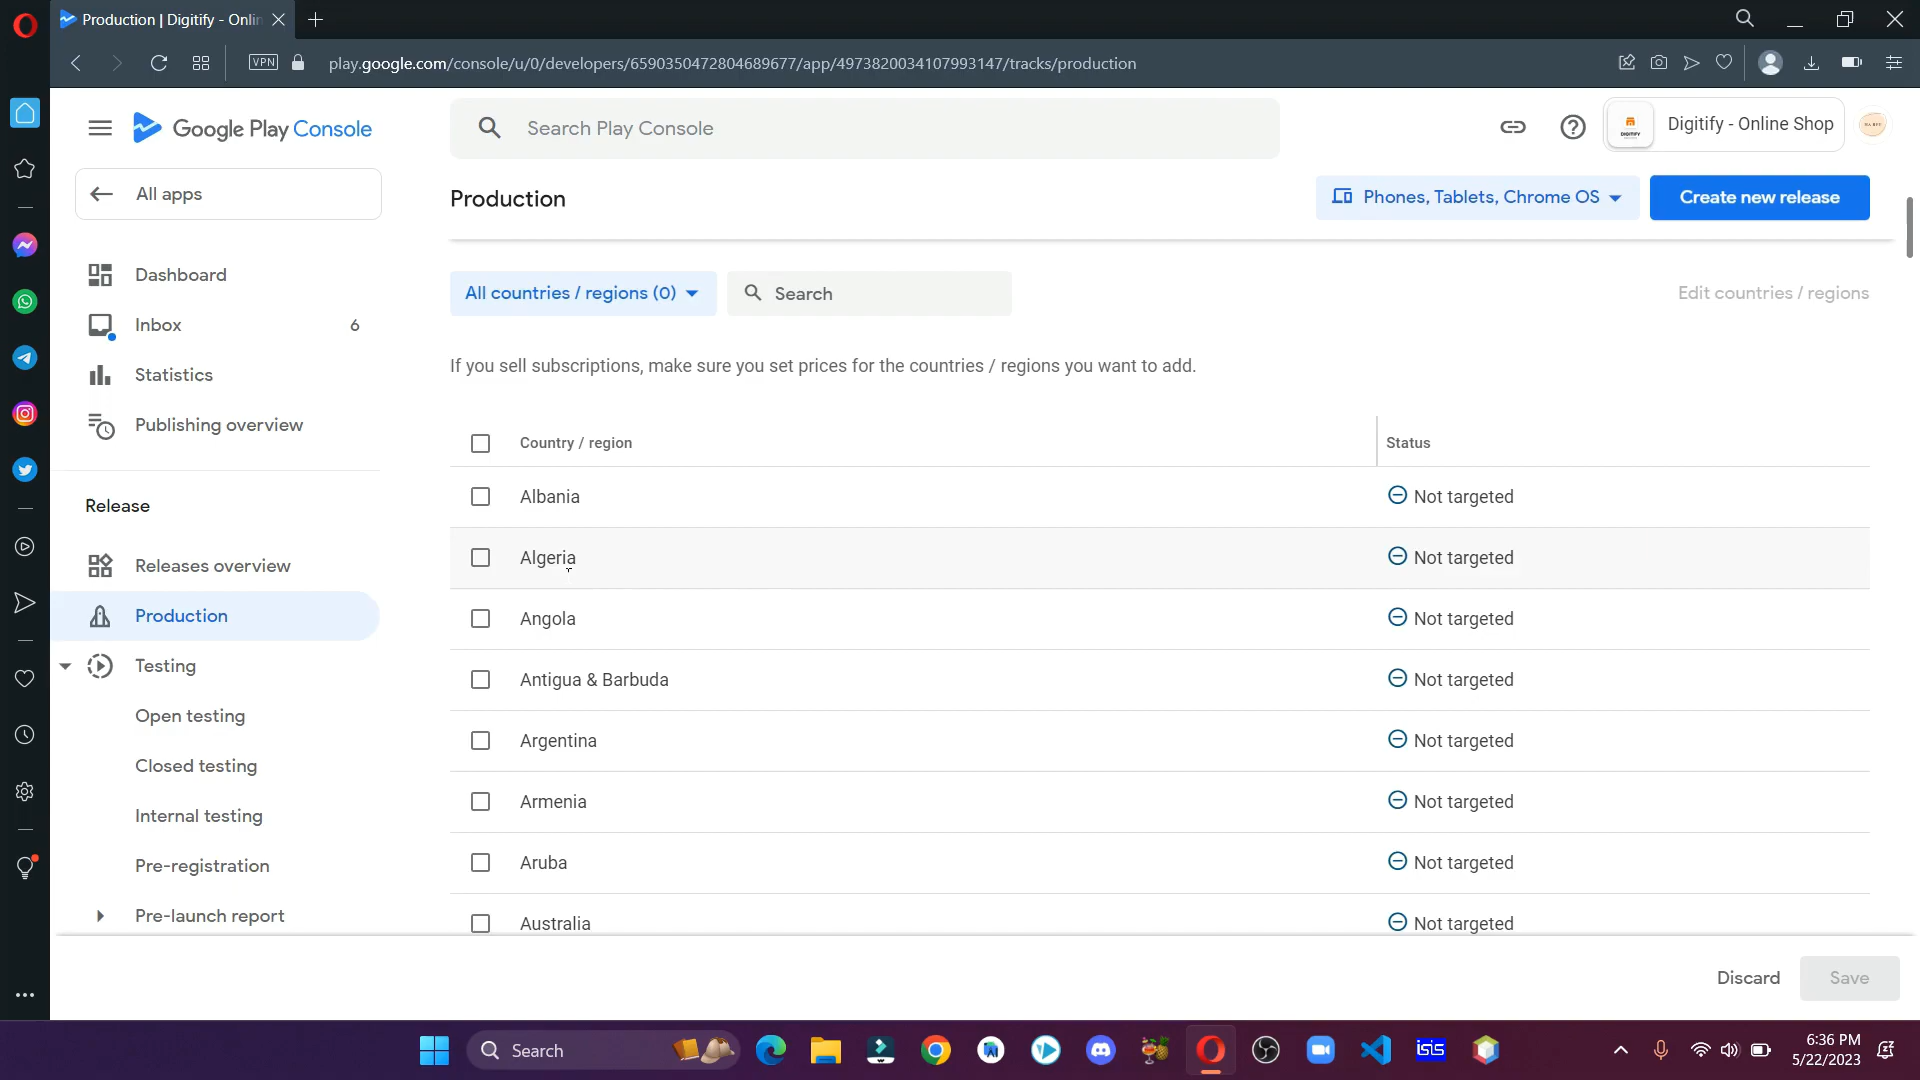 Production | Digitify - Onlin
VPN
play.google.com/console/u/0/developers/6590350472804689677/app/4973820034107993147/tracks/production
Google Play Console
Search Play Console
Digitify - Online Shop
All apps
Production
Phones, Tablets, Chrome OS
Create new release
Dashboard
Inbox 6
Statistics
Publishing overview
Release
Releases overview
Production
Testing
Open testing
Closed testing
Internal testing
Pre-registration
Pre-launch report
All countries / regions (0)
Search
Edit countries / regions
If you sell subscriptions, make sure you set prices for the countries / regions you want to add.
Country / region Status
Albania Not targeted
Algeria Not targeted
Angola Not targeted
Antigua & Barbuda Not targeted
Argentina Not targeted
Armenia Not targeted
Aruba Not targeted
Australia Not targeted
Discard
Save
Search
isis
6:36 PM
5/22/2023